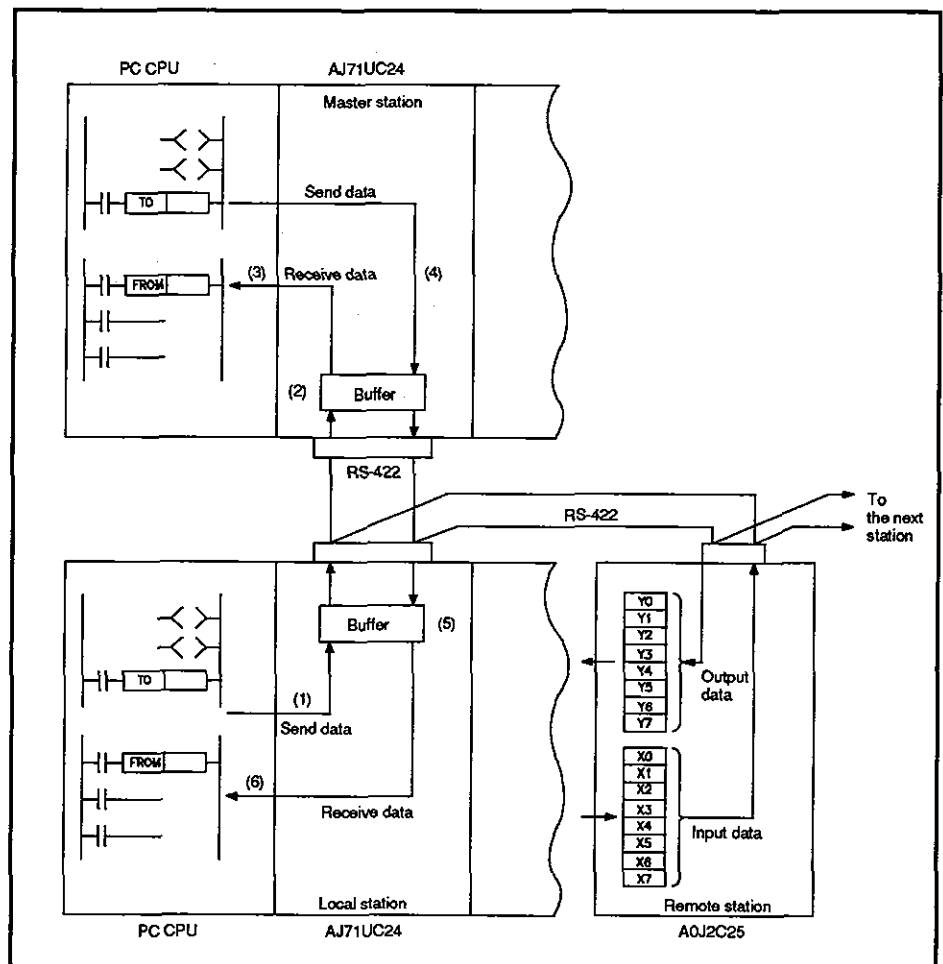 PC CPU
AJ71UC24
Master station
TO
Send data
(3)
Receive data
(4)
FROM
(2)
Buffer
RS-422
RS-422
To
the next
station
Buffer
(5)
TO
(1)
Send data
FROM
(6)
Receive data
Y0
Y1
Y2
Y3
Y4
Y5
Y6
Y7
Output
data
X0
X1
X2
X3
X4
X5
X6
X7
Input data
Local station
Remote station
PC CPU
AJ71UC24
A0J2C25